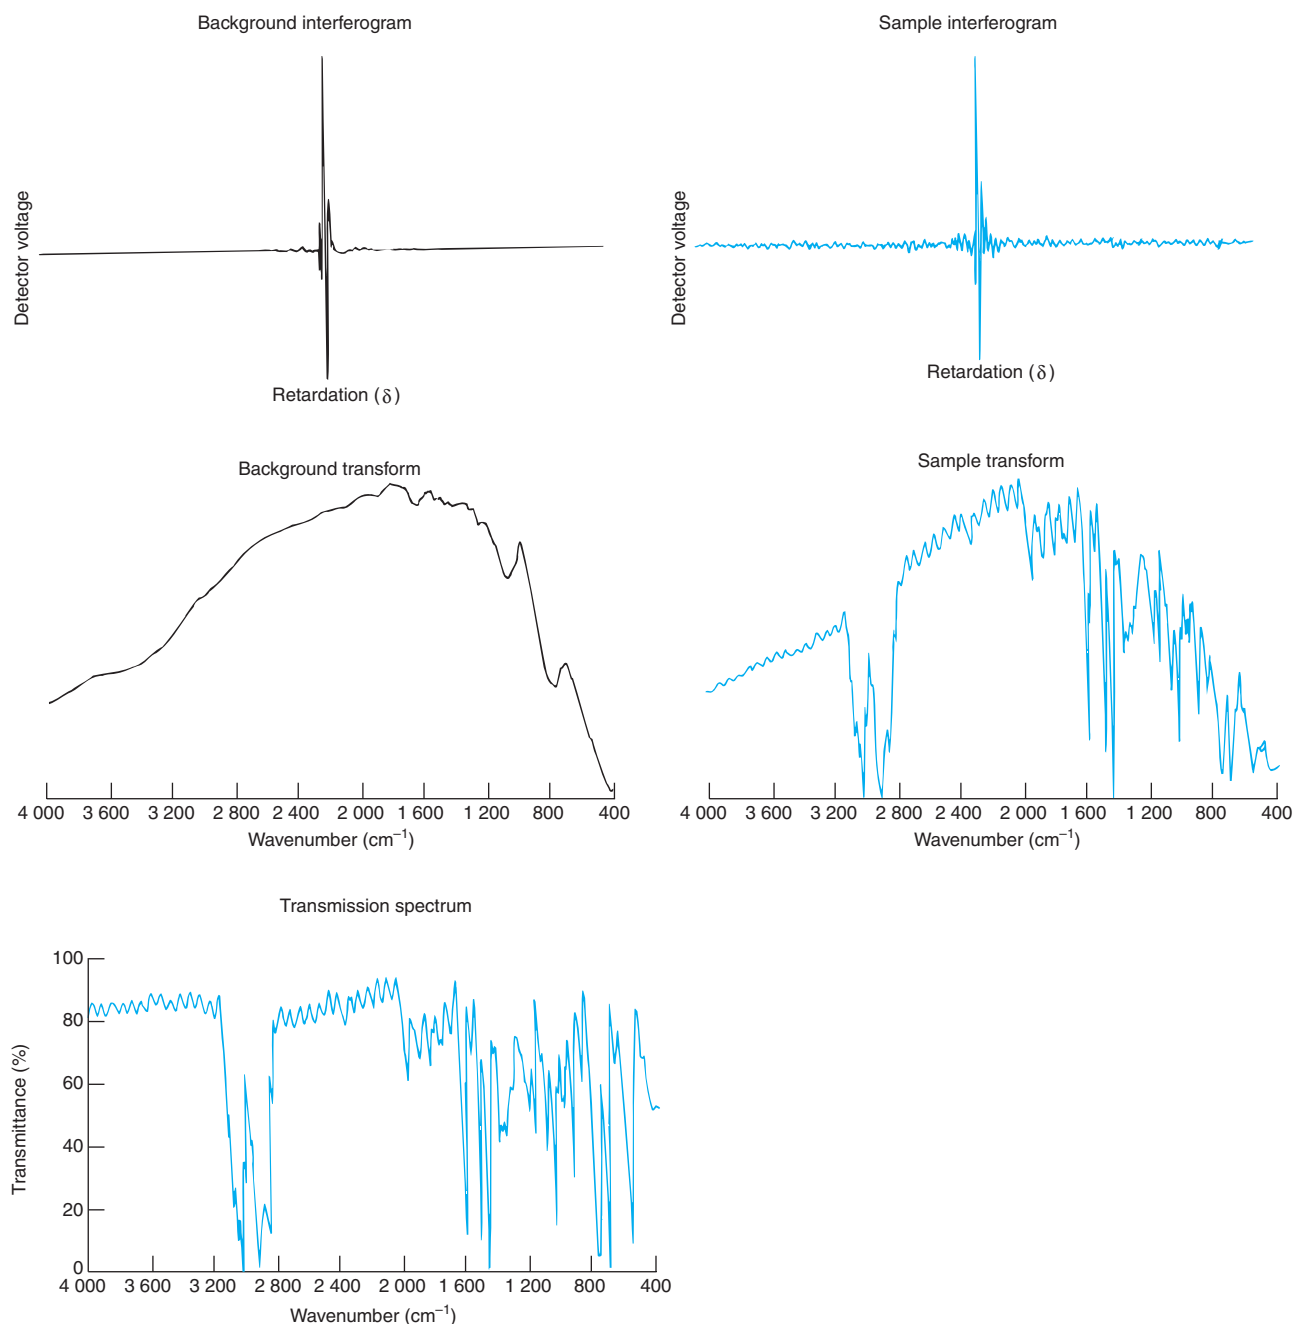 Background interferogram
Sample interferogram
Detector voltage
Detector voltage
Retardation (δ)
Retardation (δ)
Background transform
Sample transform
4 000 3 600 3 200 2 800 2 400 2 000 1 600 1 200 800 400
Wavenumber (cm⁻¹)
4 000 3 600 3 200 2 800 2 400 2 000 1 600 1 200 800 400
Wavenumber (cm⁻¹)
Transmission spectrum
Transmittance (%)
100
80
60
40
20
0
4 000 3 600 3 200 2 800 2 400 2 000 1 600 1 200 800 400
Wavenumber (cm⁻¹)